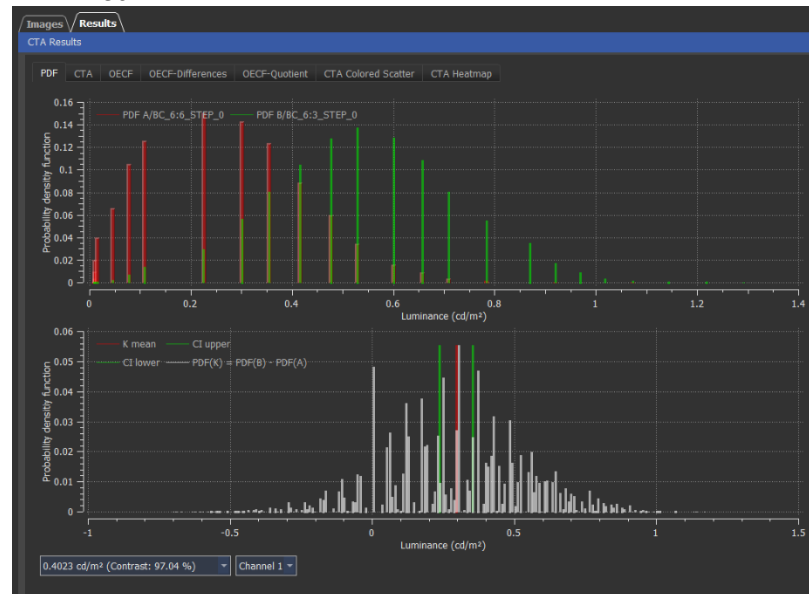 Images Results
CTA Results
PDF CTA OECF OECF-Differences OECF-Quotient CTA Colored Scatter CTA Heatmap
Probability densitiy function
0.16
0.14
0.12
0.1
0.08
0.06
0.04
0.02
0
PDF A/BC_6:6_STEP_0 PDF B/BC_6:3_STEP_0
0 0.2 0.4 0.6 0.8 1 1.2 1.4
Luminance (cd/m²)
Probability densitiy function
0.06
0.05
0.04
0.03
0.02
0.01
0
K mean CI upper
CI lower PDF(K) = PDF(B) - PDF(A)
-1 -0.5 0 0.5 1 1.5
Luminance (cd/m²)
0.4023 cd/m² (Contrast: 97.04 %) Channel 1